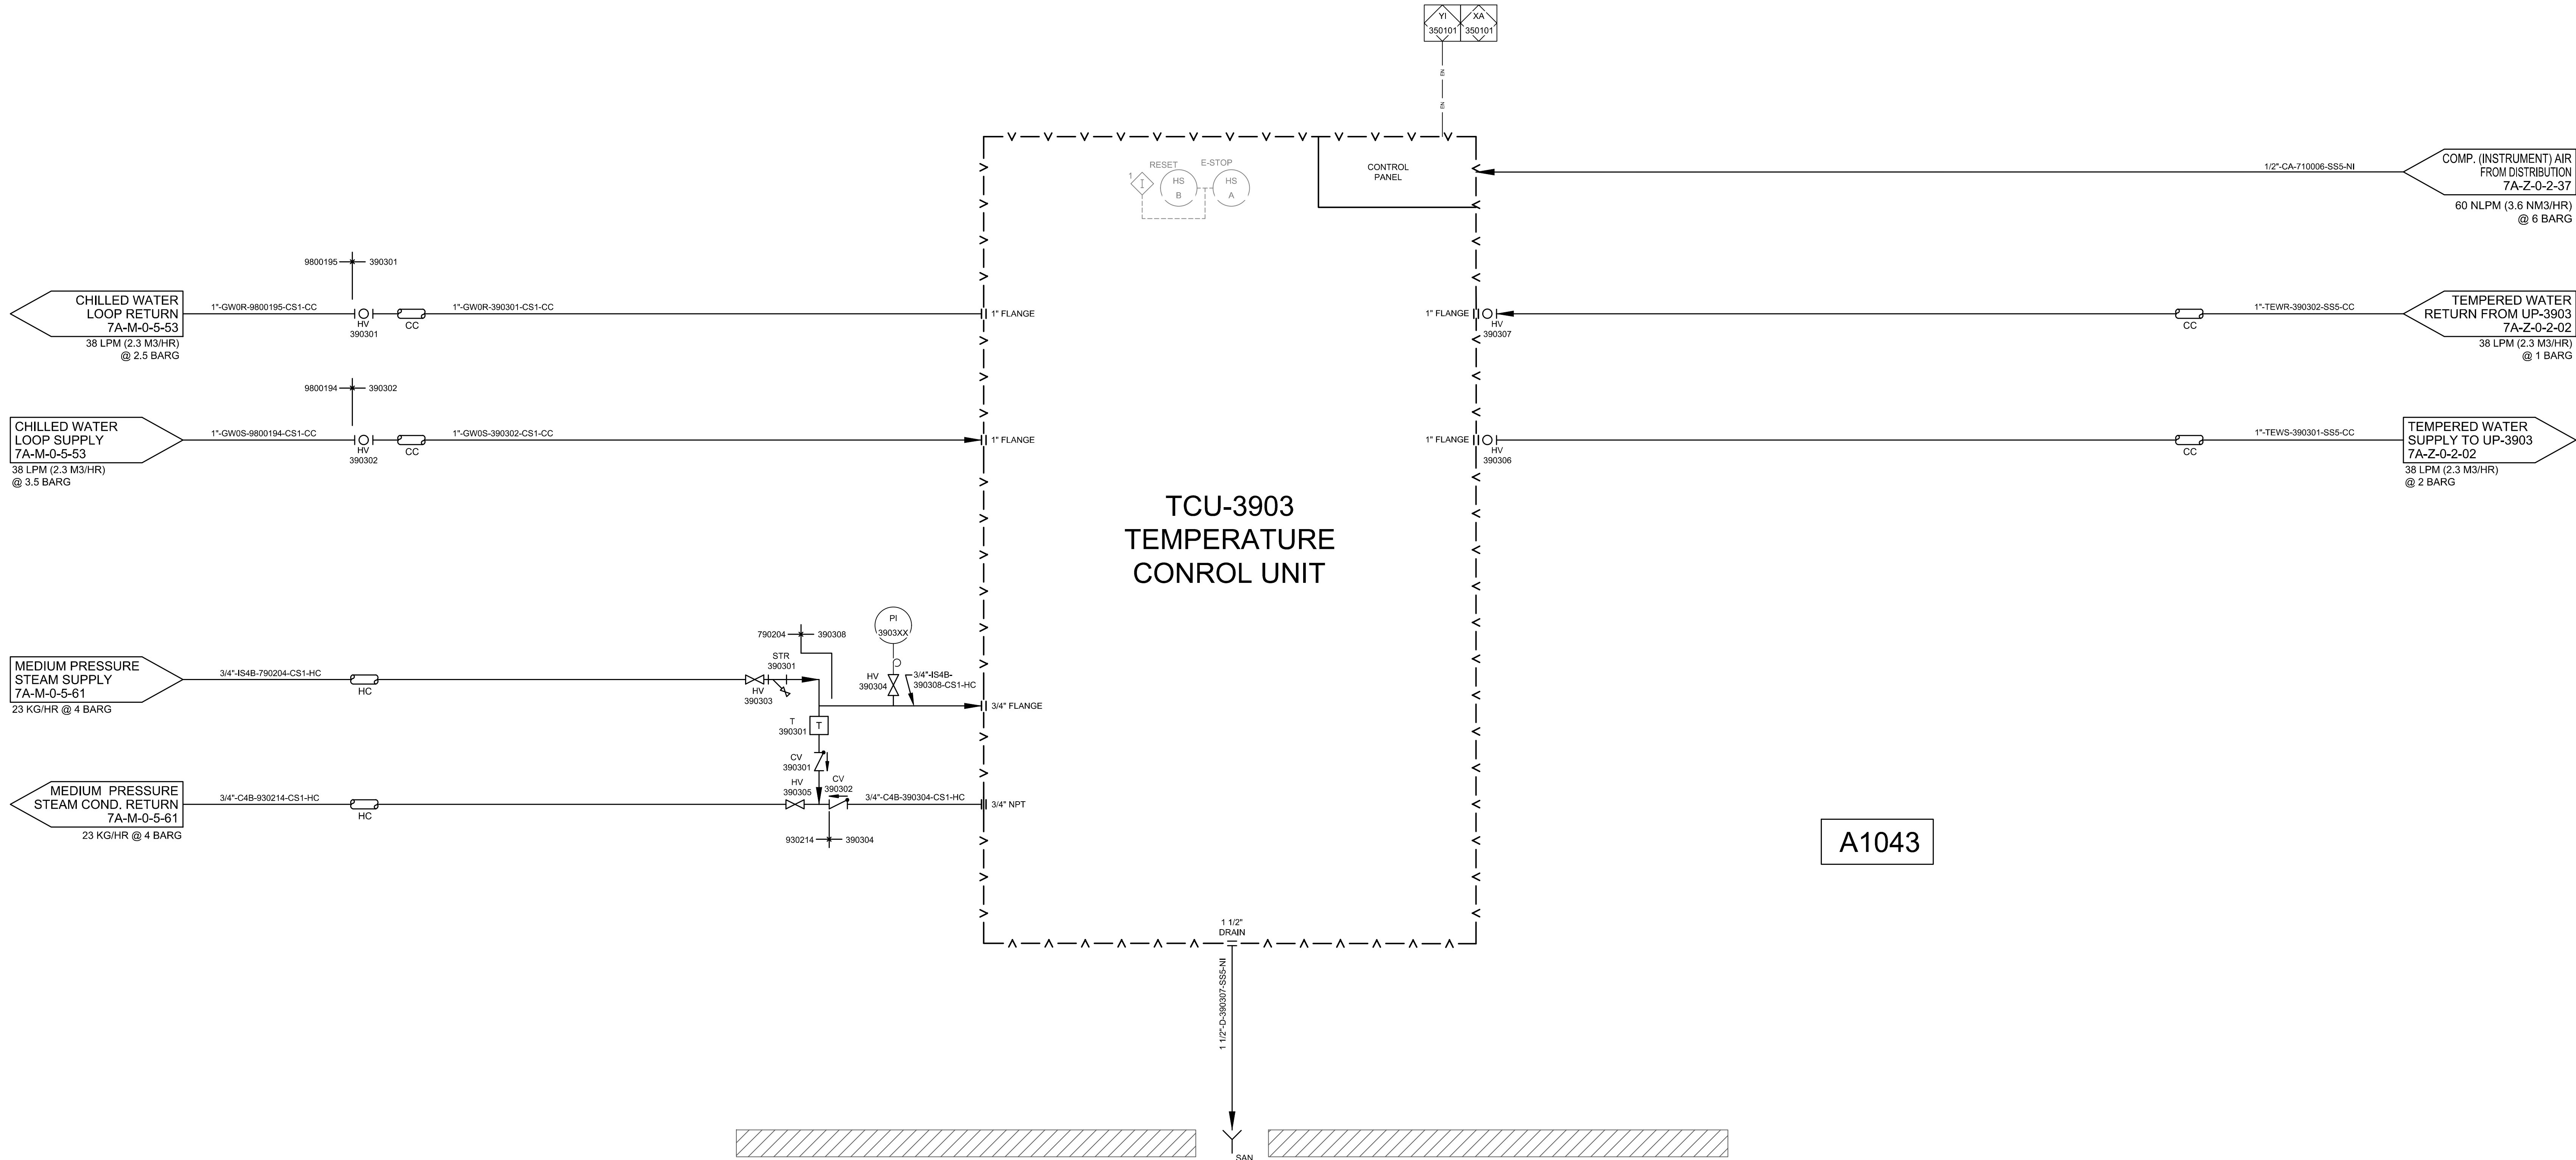 YI
350101
XA
350101
EN
EN
RESET
E-STOP
1
I
HS
B
HS
A
CONTROL
PANEL
1/2"-CA-710006-SS5-NI
COMP. (INSTRUMENT) AIR
FROM DISTRIBUTION
7A-Z-0-2-37
60 NLPM (3.6 NM3/HR)
@ 6 BARG
9800195
390301
CHILLED WATER
LOOP RETURN
7A-M-0-5-53
38 LPM (2.3 M3/HR)
@ 2.5 BARG
1"-GW0R-9800195-CS1-CC
HV
390301
CC
1"-GW0R-390301-CS1-CC
1" FLANGE
1" FLANGE
HV
390307
CC
1"-TEWR-390302-SS5-CC
TEMPERED WATER
RETURN FROM UP-3903
7A-Z-0-2-02
38 LPM (2.3 M3/HR)
@ 1 BARG
9800194
390302
CHILLED WATER
LOOP SUPPLY
7A-M-0-5-53
38 LPM (2.3 M3/HR)
@ 3.5 BARG
1"-GW0S-9800194-CS1-CC
HV
390302
CC
1"-GW0S-390302-CS1-CC
1" FLANGE
1" FLANGE
HV
390306
CC
1"-TEWS-390301-SS5-CC
TEMPERED WATER
SUPPLY TO UP-3903
7A-Z-0-2-02
38 LPM (2.3 M3/HR)
@ 2 BARG
TCU-3903
TEMPERATURE
CONROL UNIT
MEDIUM PRESSURE
STEAM SUPPLY
7A-M-0-5-61
23 KG/HR @ 4 BARG
3/4"-IS4B-790204-CS1-HC
HC
790204
390308
STR
390301
HV
390303
PI
3903XX
HV
390304
3/4"-IS4B-
390308-CS1-HC
3/4" FLANGE
T
390301
T
CV
390301
HV
390305
CV
390302
MEDIUM PRESSURE
STEAM COND. RETURN
7A-M-0-5-61
23 KG/HR @ 4 BARG
3/4"-C4B-930214-CS1-HC
HC
3/4"-C4B-390304-CS1-HC
3/4" NPT
930214
390304
A1043
1 1/2"
DRAIN
1 1/2"-D-390307-SS5-NI
SAN